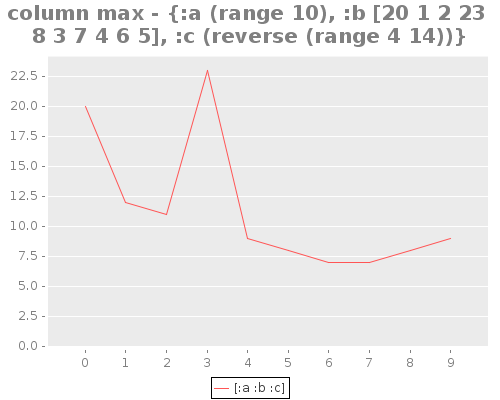 column max - {:a (range 10), :b [20 1 2 23
8 3 7 4 6 5], :c (reverse (range 4 14))}
22.5
20.0
17.5
15.0
12.5
10.0
7.5
5.0
2.5
0.0
0 1 2 3 4 5 6 7 8 9
[:a :b :c]